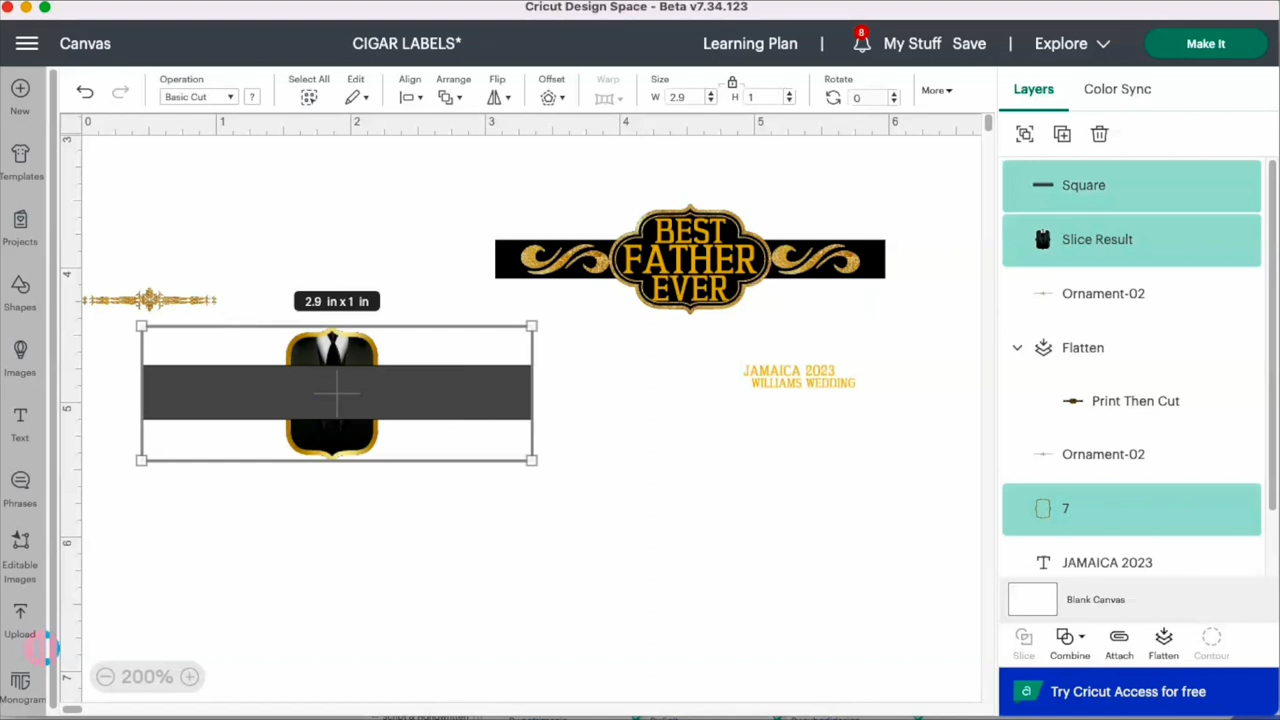 Cricut Design Space - Beta v7.34.123
Canvas
CIGAR LABELS*
Learning Plan
|
8
My Stuff
Save
|
Explore
Make It
New
Templates
Projects
Shapes
Images
Text
Phrases
Editable
Images
Upload
Monogram
Operation
Basic Cut
?
Select All
Edit
Align
Arrange
Flip
Offset
Warp
Size
W 2.9
H 1
Rotate
0
More
0 1 2 3 4 5 6
3
4
5
6
7
BEST
FATHER
EVER
2.9 in x 1 in
JAMAICA 2023
WILLIAMS WEDDING
200%
Layers
Color Sync
Square
Slice Result
Ornament-02
Flatten
Print Then Cut
Ornament-02
7
JAMAICA 2023
Blank Canvas
Slice
Combine
Attach
Flatten
Contour
a
Try Cricut Access for free